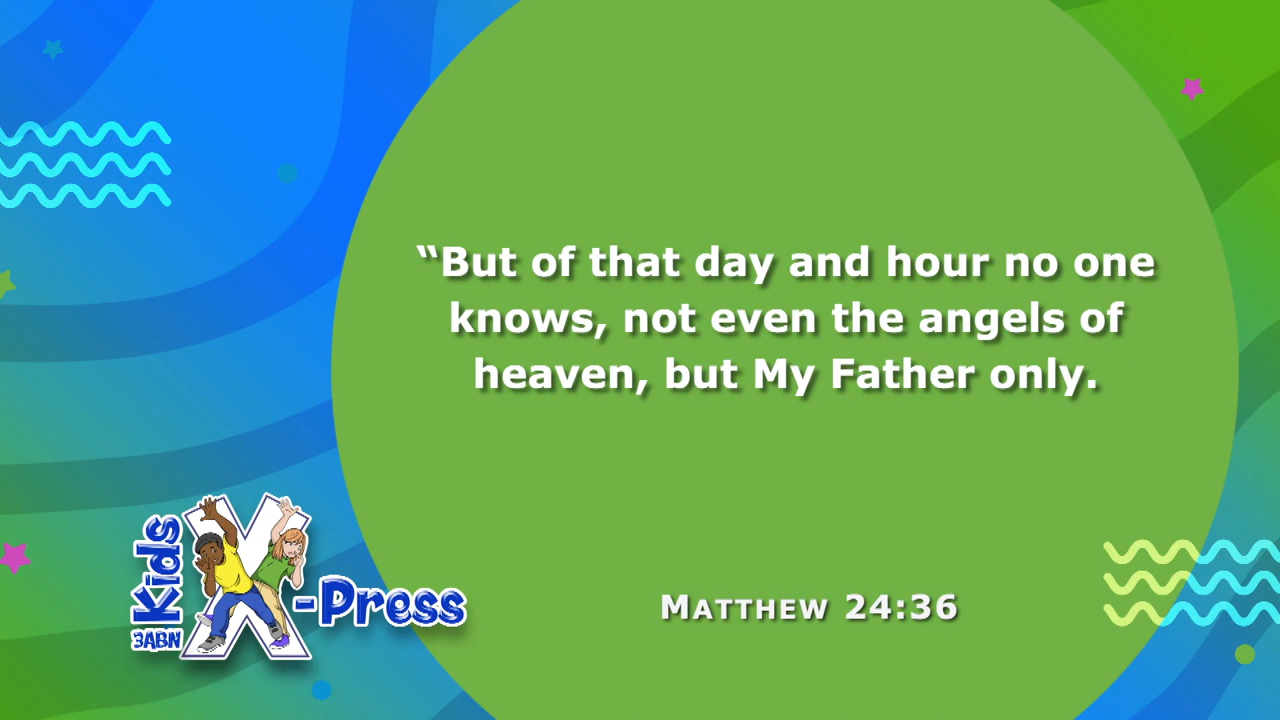 “But of that day and hour no one
knows, not even the angels of
heaven, but My Father only.
Matthew 24:36
3ABN Kids X-Press